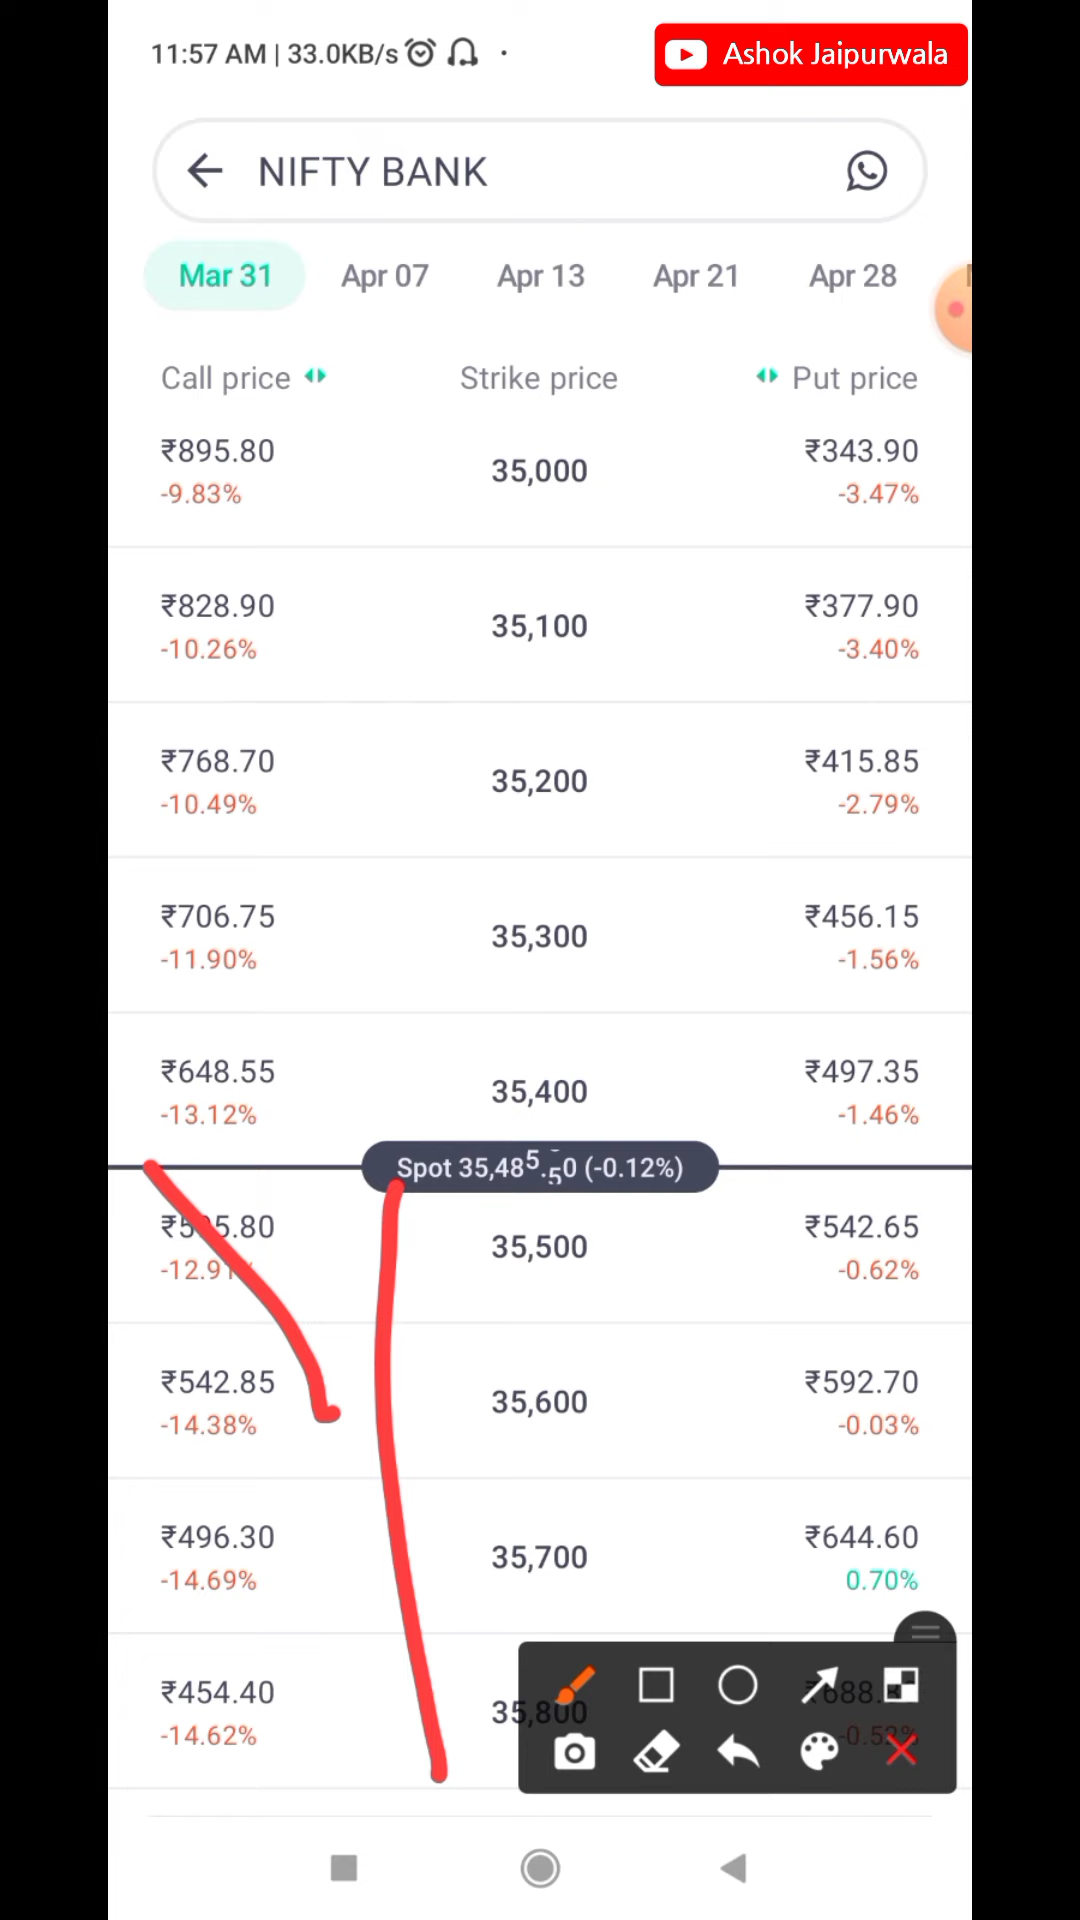 11:57 AM | 33.0KB/s
Ashok Jaipurwala
NIFTY BANK
Mar 31 Apr 07 Apr 13 Apr 21 Apr 28
Call price Strike price Put price
₹895.80 35,000 ₹343.90
-9.83% -3.47%
₹828.90 35,100 ₹377.90
-10.26% -3.40%
₹768.70 35,200 ₹415.85
-10.49% -2.79%
₹706.75 35,300 ₹456.15
-11.90% -1.56%
₹648.55 35,400 ₹497.35
-13.12% -1.46%
Spot (-0.12%)
35,500 ₹542.65
-0.62%
₹542.85 35,600 ₹592.70
-14.38% -0.03%
₹496.30 35,700 ₹644.60
-14.69% 0.70%
₹454.40 35,800
-14.62%